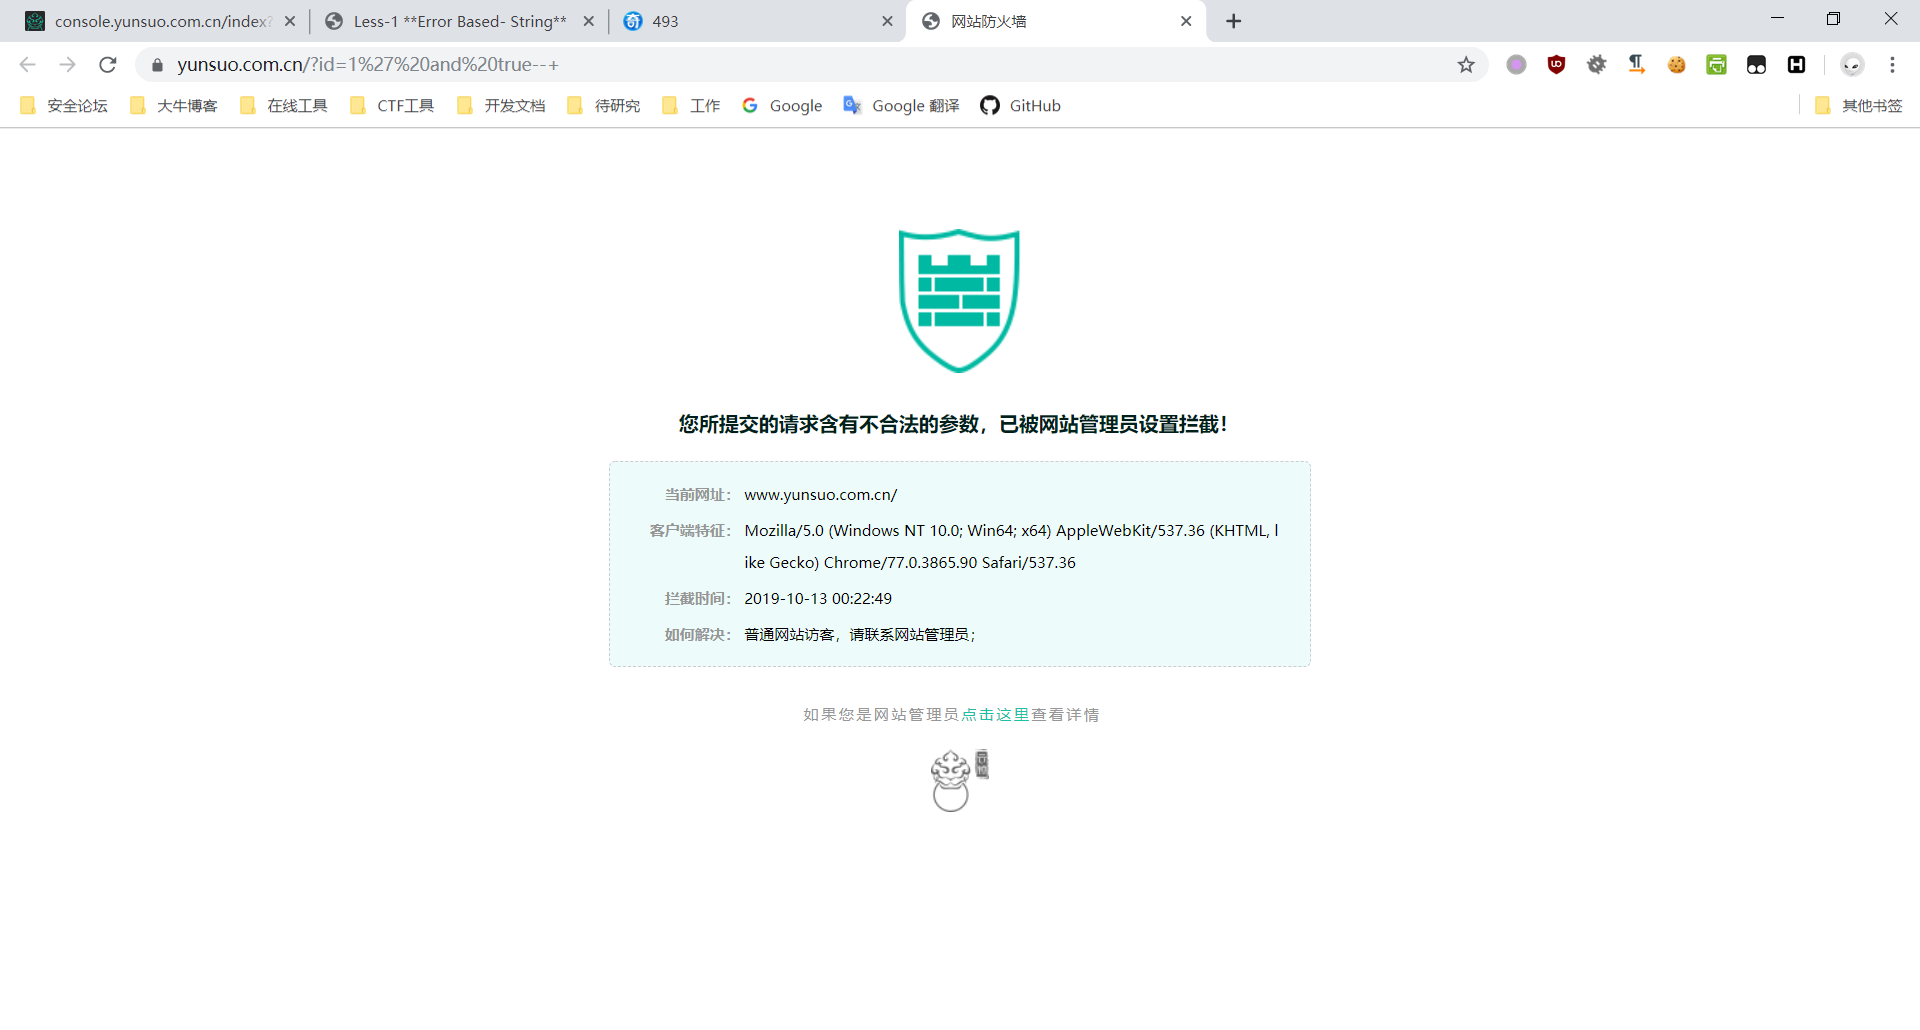 console.yunsuo.com.cn/index?
Less-1 **Error Based- String**
493
网站防火墙
yunsuo.com.cn/?id=1%27%20and%20true--+
安全论坛
大牛博客
在线工具
CTF工具
开发文档
待研究
工作
Google
Google 翻译
GitHub
其他书签
您所提交的请求含有不合法的参数，已被网站管理员设置拦截！
当前网址： www.yunsuo.com.cn/
客户端特征： Mozilla/5.0 (Windows NT 10.0; Win64; x64) AppleWebKit/537.36 (KHTML, l
ike Gecko) Chrome/77.0.3865.90 Safari/537.36
拦截时间： 2019-10-13 00:22:49
如何解决： 普通网站访客，请联系网站管理员；
如果您是网站管理员点击这里查看详情